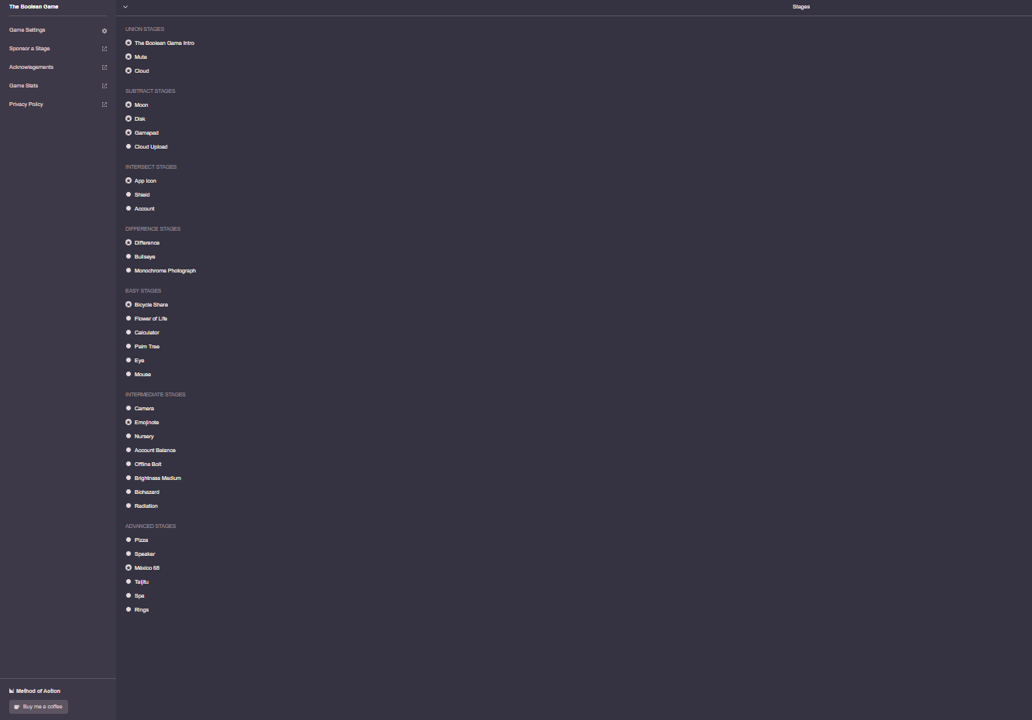 The Boolean Game
Game Settings
Sponsor a Stage
Acknowlegements
Game Stats
Privacy Policy
Method of Action
Buy me a coffee
Stages
UNION STAGES
The Boolean Game Intro
Mute
Cloud
SUBTRACT STAGES
Moon
Disk
Gamepad
Cloud Upload
INTERSECT STAGES
App Icon
Shield
Account
DIFFERENCE STAGES
Difference
Bullseye
Monochrome Photograph
EASY STAGES
Bicycle Share
Flower of Life
Calculator
Palm Tree
Eye
Mouse
INTERMEDIATE STAGES
Camera
Emojinote
Nursery
Account Balance
Offline Bolt
Brightness Medium
Biohazard
Radiation
ADVANCED STAGES
Pizza
Speaker
México 68
Taijitu
Spa
Rings